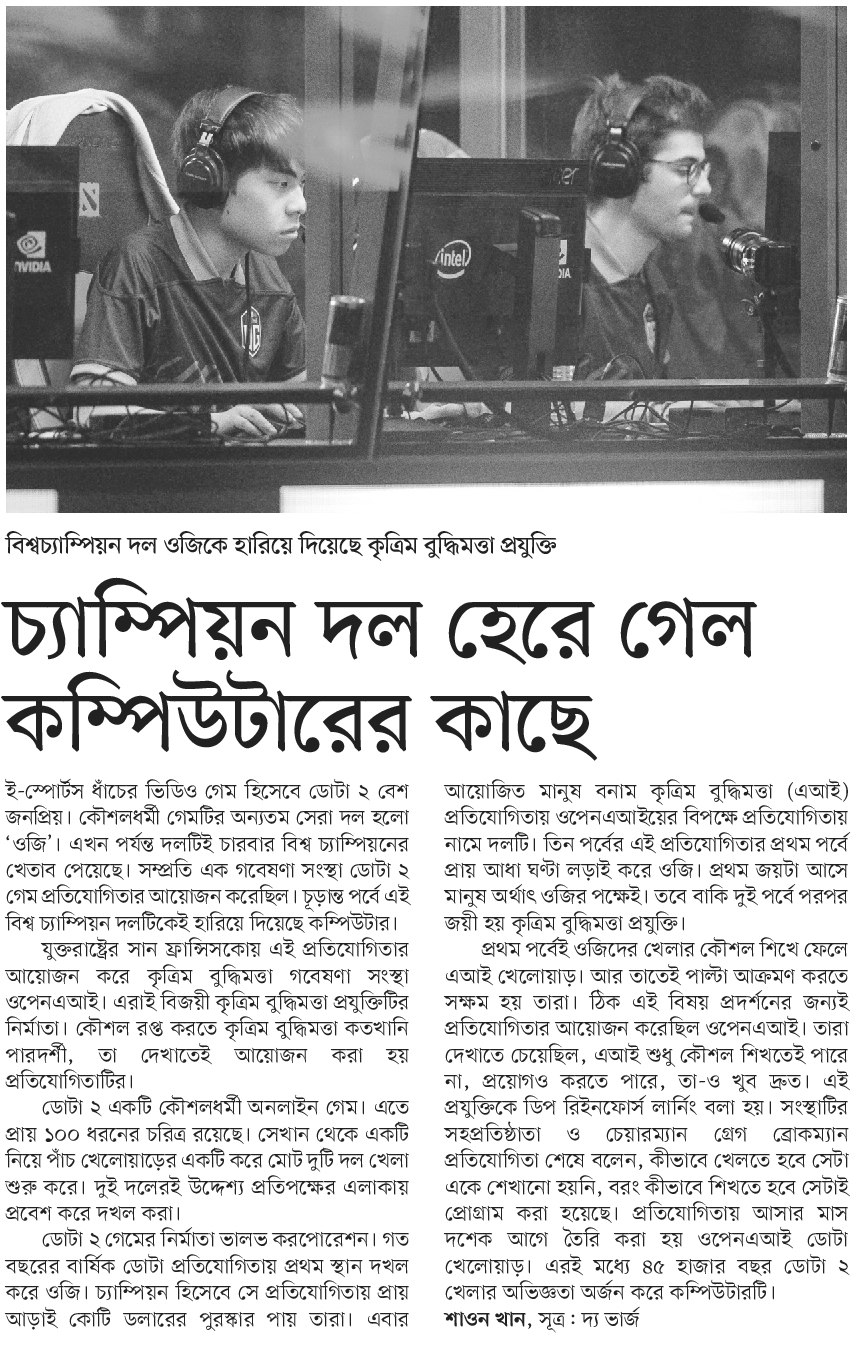 NVIDIA
intel
বিশ্বচ্যাম্পিয়ন দল ওজিকে হারিয়ে দিয়েছে কৃত্রিম বুদ্ধিমত্তা প্রযুক্তি
চ্যাম্পিয়ন দল হেরে গেল
কম্পিউটারের কাছে
ই-স্পোর্টস ধাঁচের ভিডিও গেম হিসেবে ডোটা ২ বেশ
জনপ্রিয়। কৌশলধর্মী গেমটির অন্যতম সেরা দল হলো
‘ওজি’। এখন পর্যন্ত দলটিই চারবার বিশ্ব চ্যাম্পিয়নের
খেতাব পেয়েছে। সম্প্রতি এক গবেষণা সংস্থা ডোটা ২
গেম প্রতিযোগিতার আয়োজন করেছিল। চূড়ান্ত পর্বে এই
বিশ্ব চ্যাম্পিয়ন দলটিকেই হারিয়ে দিয়েছে কম্পিউটার।
যুক্তরাষ্ট্রের সান ফ্রান্সিসকোয় এই প্রতিযোগিতার
আয়োজন করে কৃত্রিম বুদ্ধিমত্তা গবেষণা সংস্থা
ওপেনএআই। এরাই বিজয়ী কৃত্রিম বুদ্ধিমত্তা প্রযুক্তিটির
নির্মাতা। কৌশল রপ্ত করতে কৃত্রিম বুদ্ধিমত্তা কতখানি
পারদর্শী, তা দেখাতেই আয়োজন করা হয়
প্রতিযোগিতাটির।
ডোটা ২ একটি কৌশলধর্মী অনলাইন গেম। এতে
প্রায় ১০০ ধরনের চরিত্র রয়েছে। সেখান থেকে একটি
নিয়ে পাঁচ খেলোয়াড়ের একটি করে মোট দুটি দল খেলা
শুরু করে। দুই দলেরই উদ্দেশ্য প্রতিপক্ষের এলাকায়
প্রবেশ করে দখল করা।
ডোটা ২ গেমের নির্মাতা ভালভ করপোরেশন। গত
বছরের বার্ষিক ডোটা প্রতিযোগিতায় প্রথম স্থান দখল
করে ওজি। চ্যাম্পিয়ন হিসেবে সে প্রতিযোগিতায় প্রায়
আড়াই কোটি ডলারের পুরস্কার পায় তারা। এবার
আয়োজিত মানুষ বনাম কৃত্রিম বুদ্ধিমত্তা (এআই)
প্রতিযোগিতায় ওপেনএআইয়ের বিপক্ষে প্রতিযোগিতায়
নামে দলটি। তিন পর্বের এই প্রতিযোগিতার প্রথম পর্বে
প্রায় আধা ঘণ্টা লড়াই করে ওজি। প্রথম জয়টা আসে
মানুষ অর্থাৎ ওজির পক্ষেই। তবে বাকি দুই পর্বে পরপর
জয়ী হয় কৃত্রিম বুদ্ধিমত্তা প্রযুক্তি।
প্রথম পর্বেই ওজিদের খেলার কৌশল শিখে ফেলে
এআই খেলোয়াড়। আর তাতেই পাল্টা আক্রমণ করতে
সক্ষম হয় তারা। ঠিক এই বিষয় প্রদর্শনের জন্যই
প্রতিযোগিতার আয়োজন করেছিল ওপেনএআই। তারা
দেখাতে চেয়েছিল, এআই শুধু কৌশল শিখতেই পারে
না, প্রয়োগও করতে পারে, তা-ও খুব দ্রুত। এই
প্রযুক্তিকে ডিপ রিইনফোর্স লার্নিং বলা হয়। সংস্থাটির
সহপ্রতিষ্ঠাতা ও চেয়ারম্যান গ্রেগ ব্রোকম্যান
প্রতিযোগিতা শেষে বলেন, কীভাবে খেলতে হবে সেটা
একে শেখানো হয়নি, বরং কীভাবে শিখতে হবে সেটাই
প্রোগ্রাম করা হয়েছে। প্রতিযোগিতায় আসার মাস
দশেক আগে তৈরি করা হয় ওপেনএআই ডোটা
খেলোয়াড়। এরই মধ্যে ৪৫ হাজার বছর ডোটা ২
খেলার অভিজ্ঞতা অর্জন করে কম্পিউটারটি।
শাওন খান, সূত্র : দ্য ভার্জ